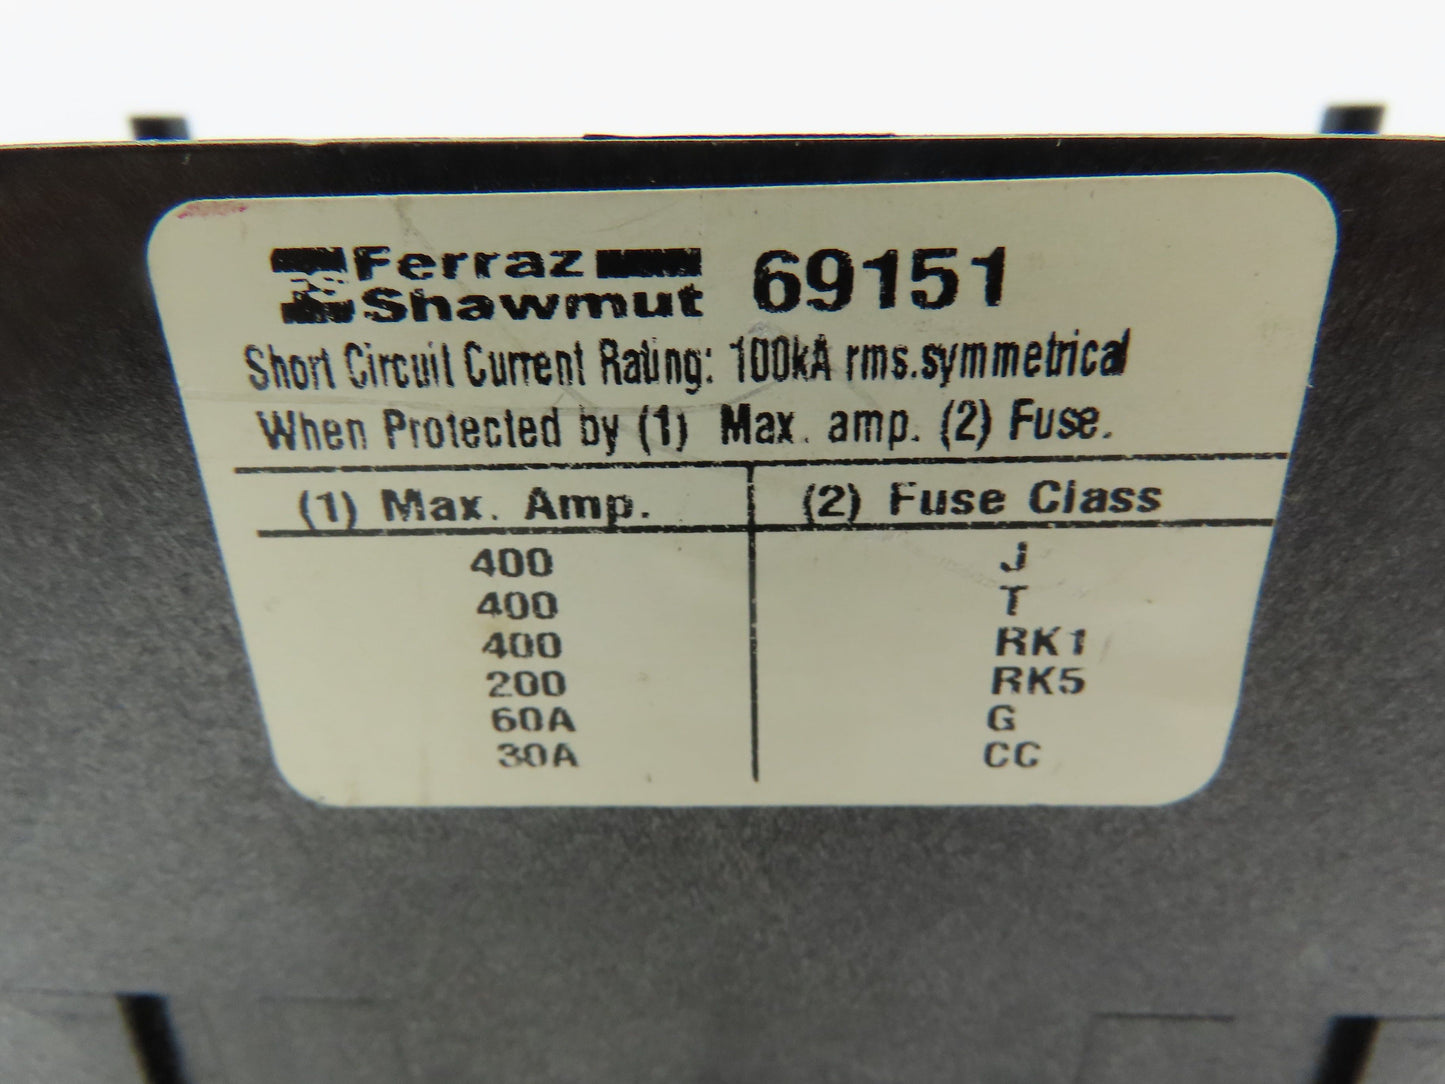 Ferraz
Shawmut 69151
Short Circuit Current Rating: 100kA rms.symmetrical
When Protected by (1) Max. amp. (2) Fuse.
(1) Max. Amp. (2) Fuse Class
400 J
400 T
400 RK1
200 RK5
60A G
30A CC